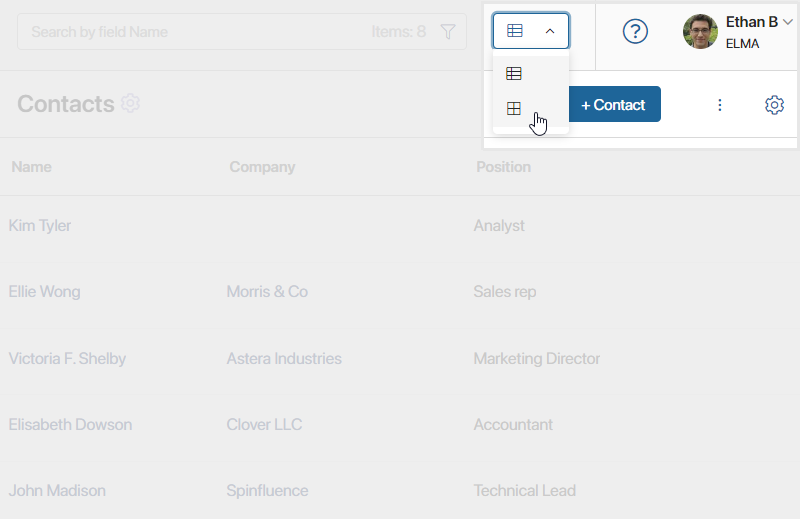 Search by field Name
Items: 8
?
Ethan B
ELMA
Contacts
+ Contact
Name Company Position
Kim Tyler Analyst
Ellie Wong Morris & Co Sales rep
Victoria F. Shelby Astera Industries Marketing Director
Elisabeth Dowson Clover LLC Accountant
John Madison Spinfluence Technical Lead